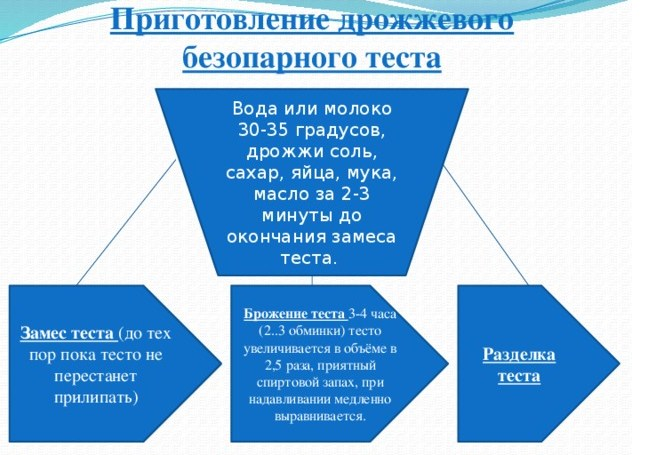 Приготовление дрожжевого
безопарного теста
Вода или молоко
30-35 градусов,
дрожжи соль,
сахар, яйца, мука,
масло за 2-3
минуты до
окончания замеса
теста.
Замес теста (до тех
пор пока тесто не
перестанет
прилипать)
Брожение теста 3-4 часа
(2..3 обминки) тесто
увеличивается в объёме в
2,5 раза, приятный
спиртовой запах, при
надавливании медленно
выравнивается.
Разделка
теста